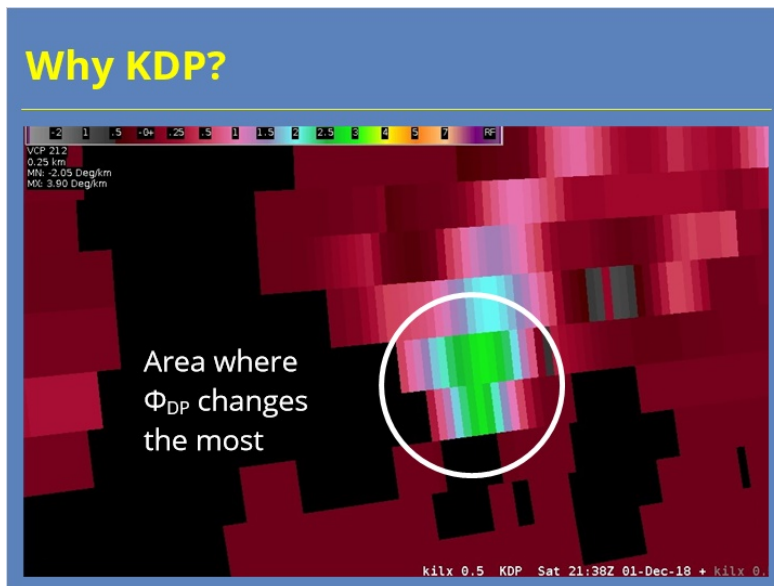 Why KDP?
-2 1 .5 -0+ .25 .5 1 1.5 2 2.5 3 4 5 7 RF
VCP 212
0.25 km
MN: -2.05 Deg/km
MX: 3.90 Deg/km
Area where
ΦDP changes
the most
kilx 0.5 KDP Sat 21:38Z 01-Dec-18 + kilx 0.